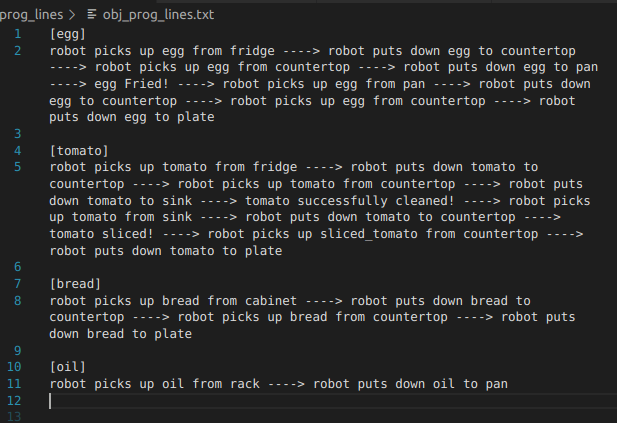 prog_lines > obj_prog_lines.txt
1 [egg]
2 robot picks up egg from fridge ----> robot puts down egg to countertop
----> robot picks up egg from countertop ----> robot puts down egg to pan
----> egg Fried! ----> robot picks up egg from pan ----> robot puts down
egg to countertop ----> robot picks up egg from countertop ----> robot
puts down egg to plate
3
4 [tomato]
5 robot picks up tomato from fridge ----> robot puts down tomato to
countertop ----> robot picks up tomato from countertop ----> robot puts
down tomato to sink ----> tomato successfully cleaned! ----> robot picks
up tomato from sink ----> robot puts down tomato to countertop ---->
tomato sliced! ----> robot picks up sliced_tomato from countertop ---->
robot puts down tomato to plate
6
7 [bread]
8 robot picks up bread from cabinet ----> robot puts down bread to
countertop ----> robot picks up bread from countertop ----> robot puts
down bread to plate
9
10 [oil]
11 robot picks up oil from rack ----> robot puts down oil to pan
12
13